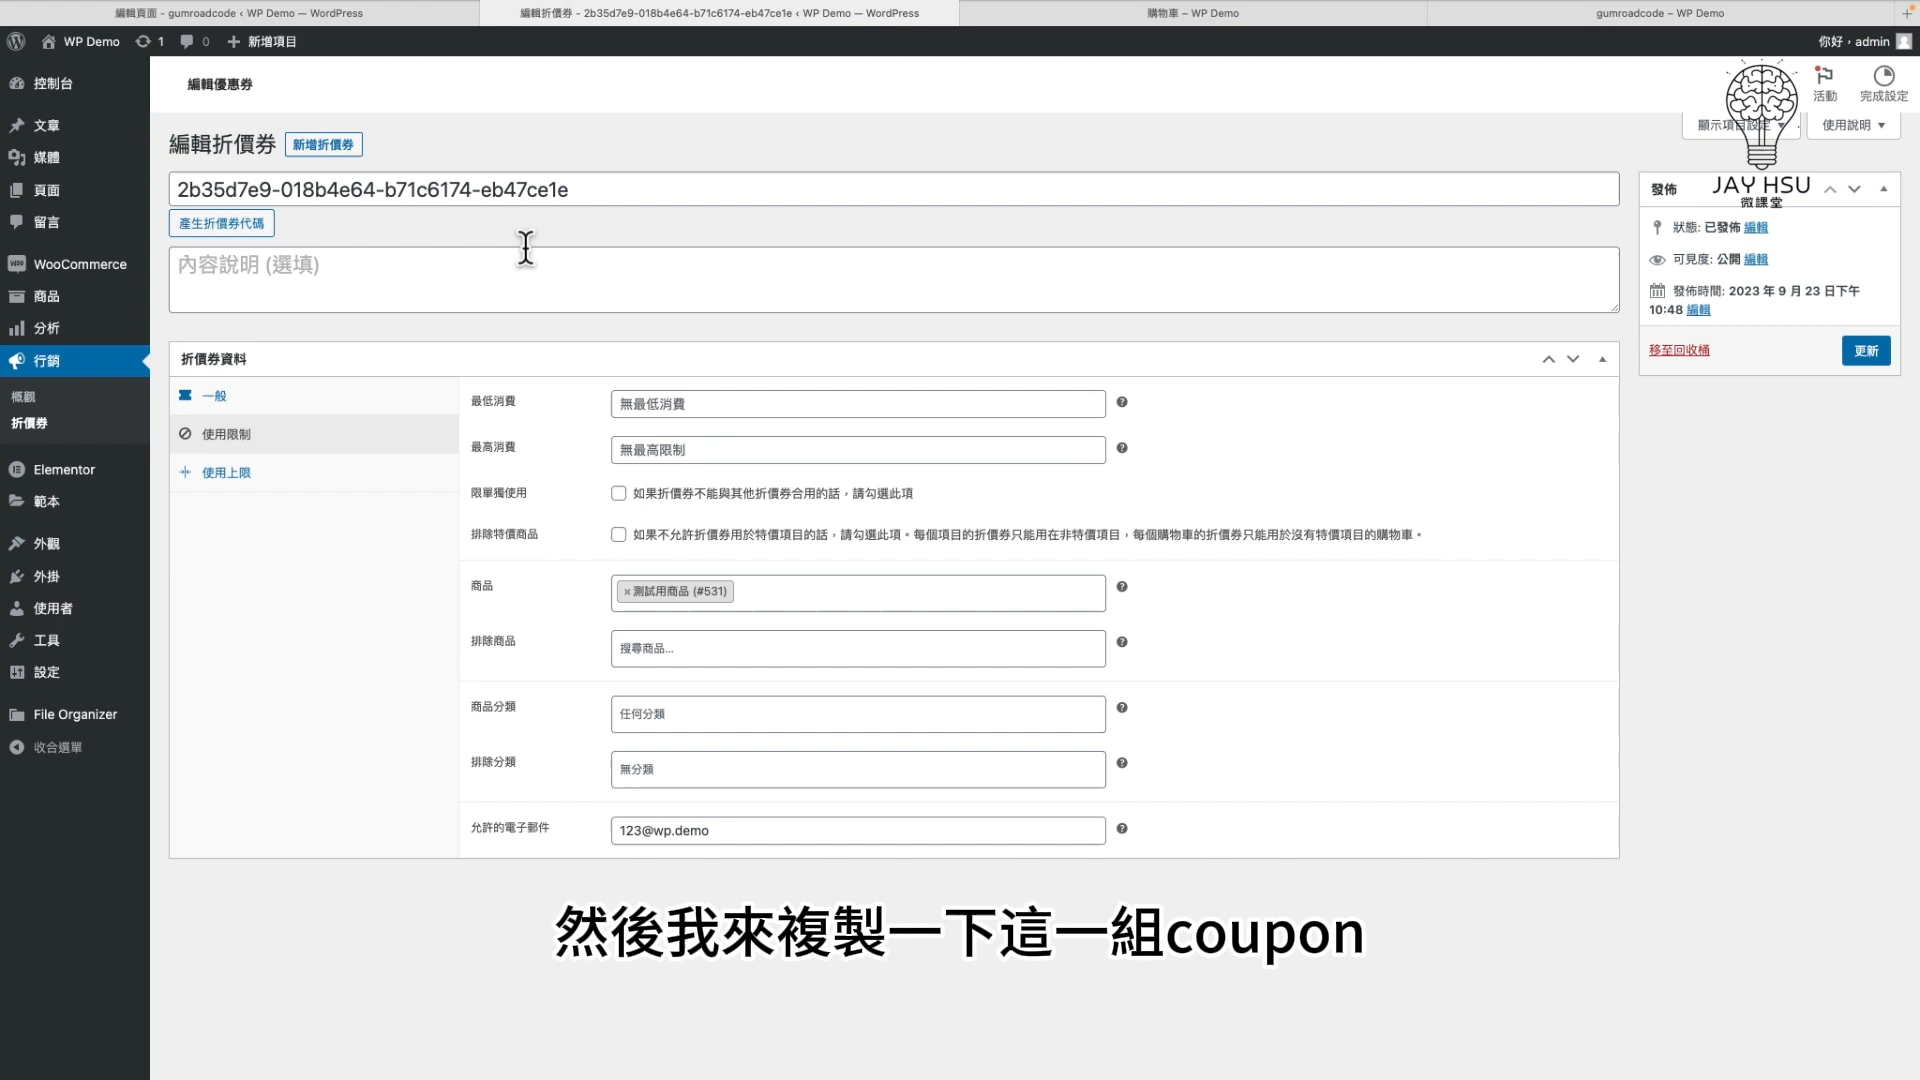 編輯頁面 - gumroadcode ‹ WP Demo — WordPress
編輯折價券 - 2b35d7e9-018b4e64-b71c6174-eb47ce1e ‹ WP Demo — WordPress
購物車 – WP Demo
gumroadcode – WP Demo
WP Demo
1
0
新增項目
你好，admin
控制台
文章
媒體
頁面
留言
WooCommerce
商品
分析
行銷
概觀
折價券
Elementor
範本
外觀
外掛
使用者
工具
設定
File Organizer
收合選單
編輯優惠券
活動
完成設定
顯示項目設定
使用說明
編輯折價券
新增折價券
2b35d7e9-018b4e64-b71c6174-eb47ce1e
產生折價券代碼
內容說明 (選填)
JAY HSU
微課堂
發佈
狀態: 已發佈 編輯
可見度: 公開 編輯
發佈時間: 2023 年 9 月 23 日下午
10:48 編輯
移至回收桶
更新
折價券資料
一般
使用限制
使用上限
最低消費
無最低消費
最高消費
無最高限制
限單獨使用
如果折價券不能與其他折價券合用的話，請勾選此項
排除特價商品
如果不允許折價券用於特價項目的話，請勾選此項。每個項目的折價券只能用在非特價項目，每個購物車的折價券只能用於沒有特價項目的購物車。
商品
×測試用商品 (#531)
排除商品
搜尋商品...
商品分類
任何分類
排除分類
無分類
允許的電子郵件
123@wp.demo
然後我來複製一下這一組coupon